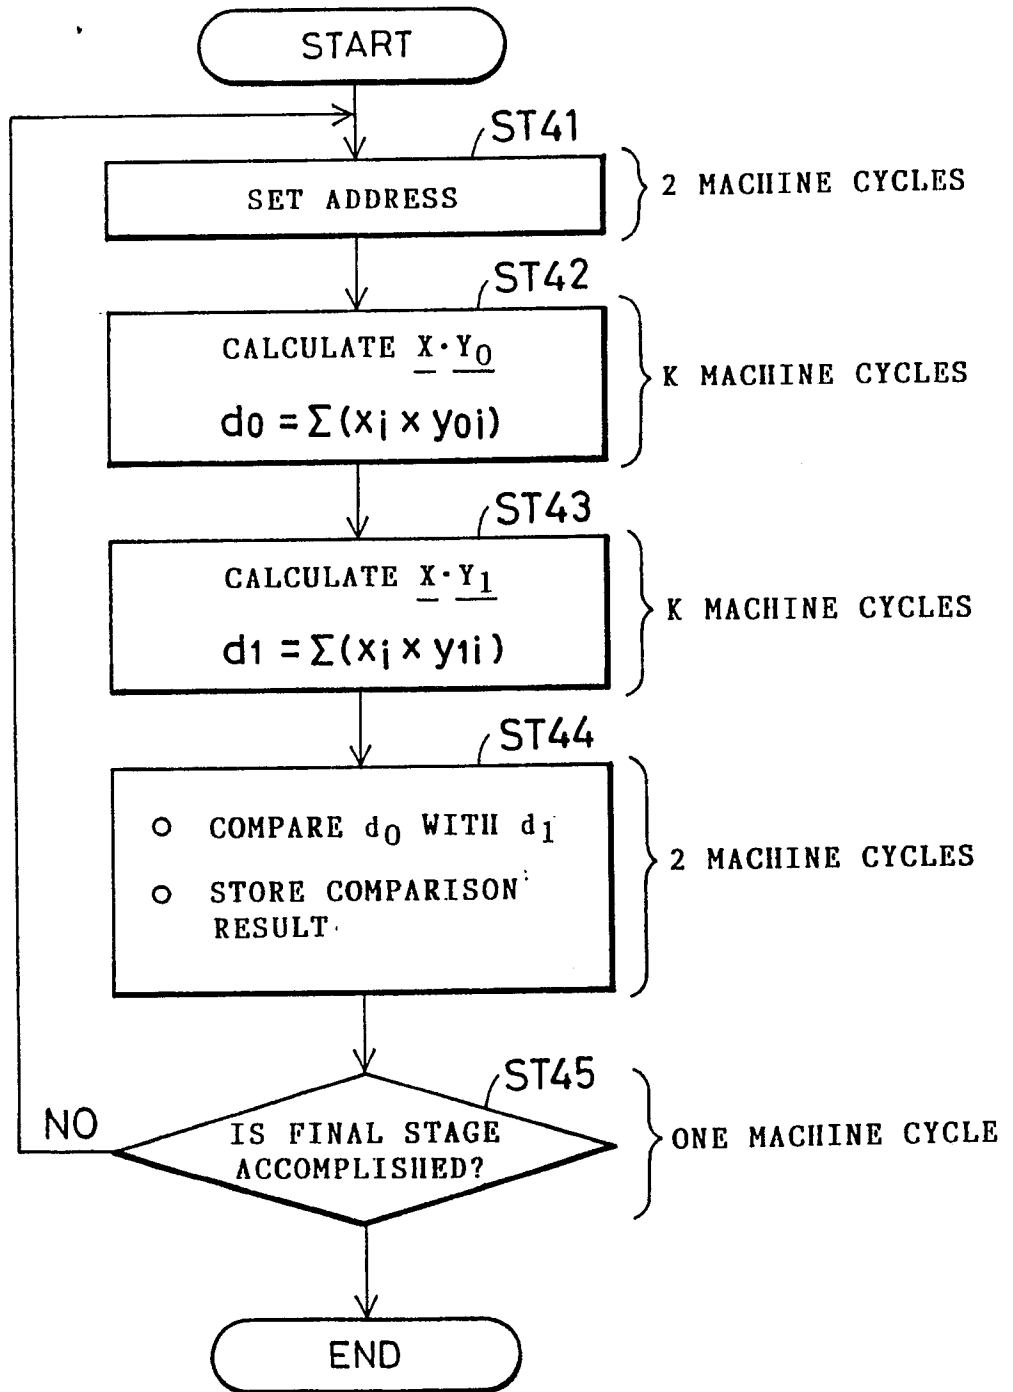 START
ST41
SET ADDRESS
2 MACHINE CYCLES
ST42
CALCULATE X·Y0
d0 = Σ(xi × y0i)
K MACHINE CYCLES
ST43
CALCULATE X·Y1
d1 = Σ(xi × y1i)
K MACHINE CYCLES
ST44
○ COMPARE d0 WITH d1
○ STORE COMPARISON
RESULT
2 MACHINE CYCLES
ST45
NO
IS FINAL STAGE
ACCOMPLISHED?
ONE MACHINE CYCLE
END